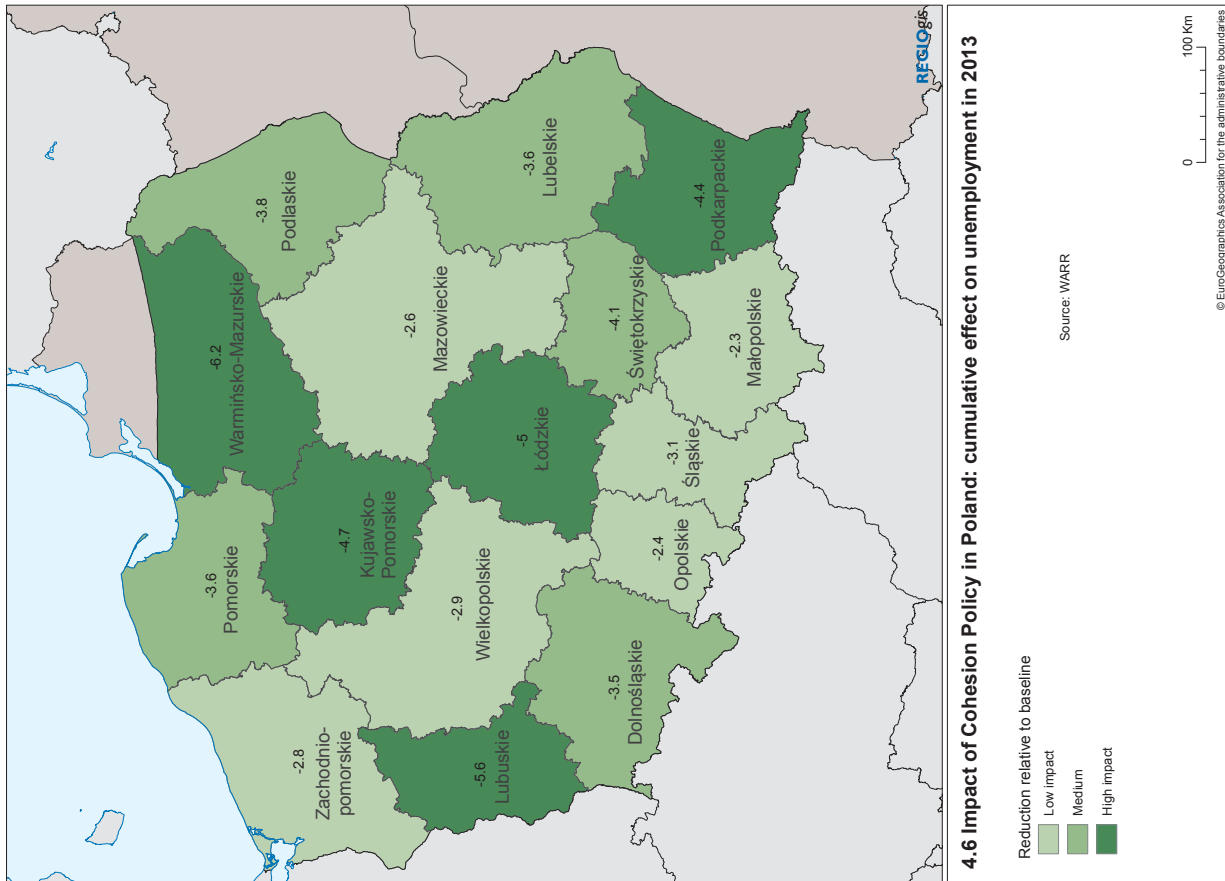 -3.6
Pomorskie
-6.2
Warmińsko-Mazurskie
-3.8
Podlaskie
-2.8
Zachodnio-
pomorskie
-4.7
Kujawsko-
Pomorskie
-2.6
Mazowieckie
-5.6
Lubuskie
-2.9
Wielkopolskie
-5
Łódzkie
-3.6
Lubelskie
-3.5
Dolnośląskie
-2.4
Opolskie
-3.1
Śląskie
-4.1
Świętokrzyskie
-2.3
Małopolskie
-4.4
Podkarpackie
REGIOgis
4.6 Impact of Cohesion Policy in Poland: cumulative effect on unemployment in 2013
Reduction relative to baseline
Low impact
Medium
High impact
Source: WARR
0 100 Km
© EuroGeographics Association for the administrative boundaries